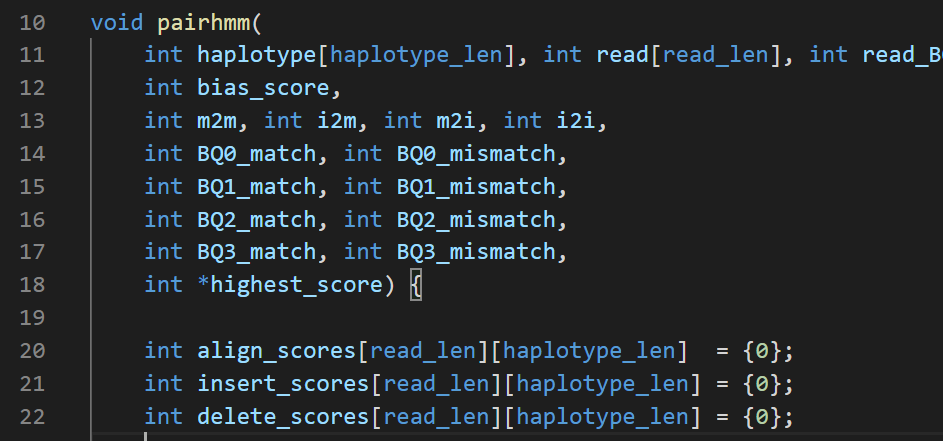 10 void pairhmm(
11 int haplotype[haplotype_len], int read[read_len], int read_B
12 int bias_score,
13 int m2m, int i2m, int m2i, int i2i,
14 int BQ0_match, int BQ0_mismatch,
15 int BQ1_match, int BQ1_mismatch,
16 int BQ2_match, int BQ2_mismatch,
17 int BQ3_match, int BQ3_mismatch,
18 int *highest_score) {
19
20 int align_scores[read_len][haplotype_len]  = {0};
21 int insert_scores[read_len][haplotype_len] = {0};
22 int delete_scores[read_len][haplotype_len] = {0};